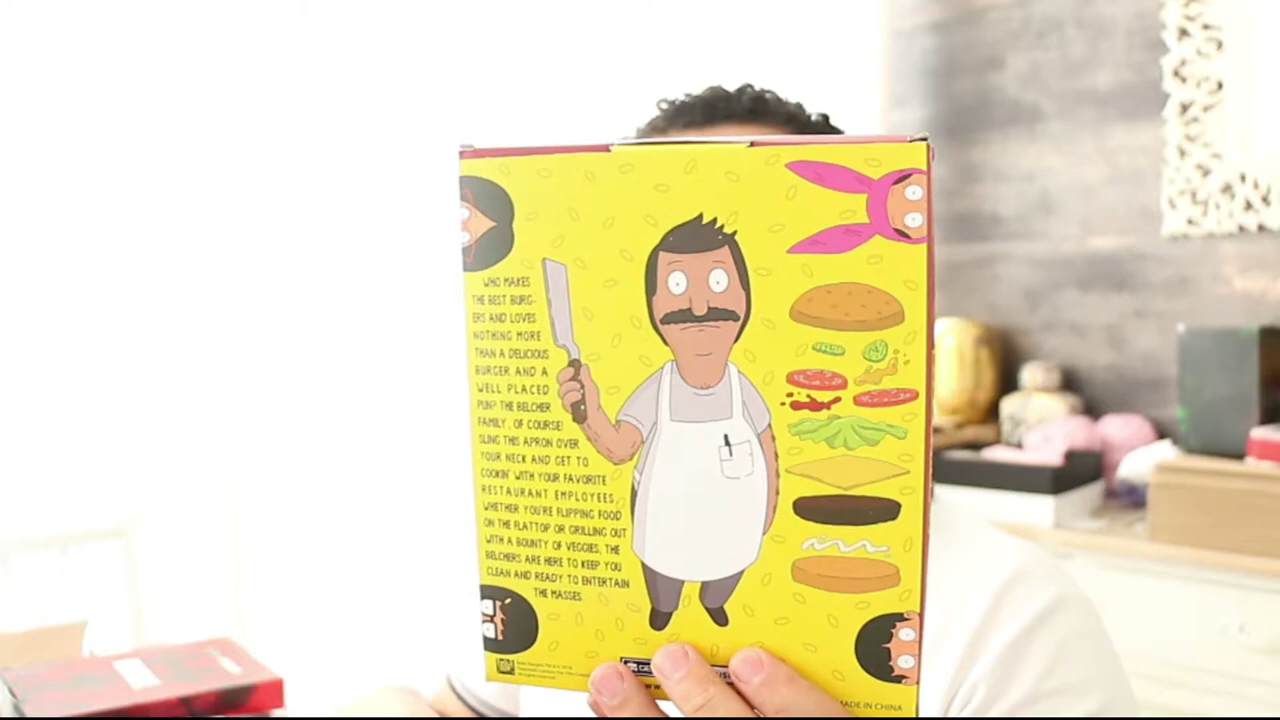 WHO MAKES
THE BEST BURG-
ERS AND LOVES
NOTHING MORE
THAN A DELICIOUS
BURGER AND A
WELL PLACED
PUN? THE BELCHER
FAMILY, OF COURSE!
SLING THIS APRON OVER
YOUR NECK AND GET TO
COOKIN' WITH YOUR FAVORITE
RESTAURANT EMPLOYEES.
WHETHER YOU'RE FLIPPING FOOD
ON THE FLATTOP OR GRILLING OUT
WITH A BOUNTY OF VEGGIES, THE
BELCHERS ARE HERE TO KEEP YOU
CLEAN AND READY TO ENTERTAIN
THE MASSES.
MADE IN CHINA